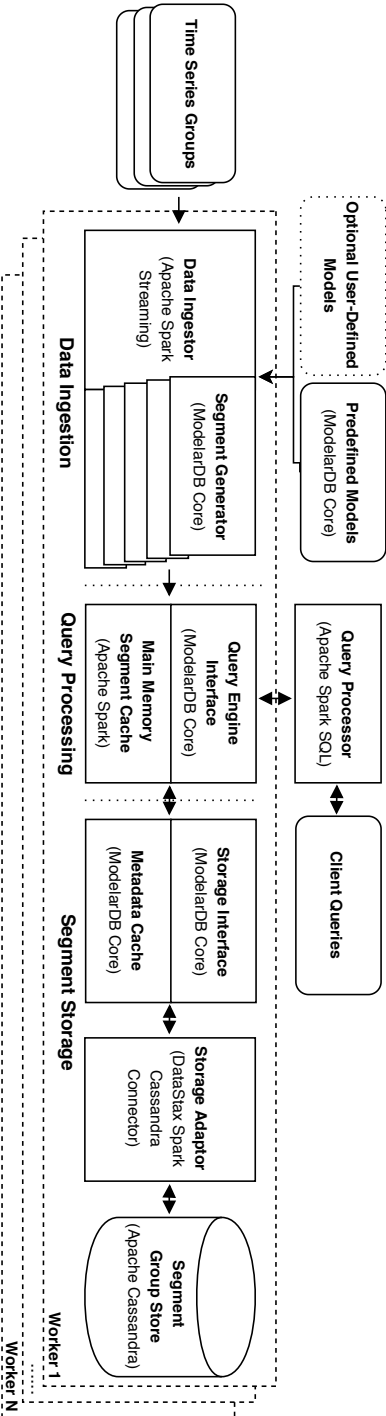 Time Series Groups
Optional User-Defined
Models
Predefined Models
(ModelarDB Core)
Query Processor
(Apache Spark SQL)
Client Queries
Data Ingestor
(Apache Spark
Streaming)
Segment Generator
(ModelarDB Core)
Data Ingestion
Query Engine
Interface
(ModelarDB Core)
Main Memory
Segment Cache
(Apache Spark)
Query Processing
Storage Interface
(ModelarDB Core)
Metadata Cache
(ModelarDB Core)
Storage Adaptor
(DataStax Spark
Cassandra
Connector)
Segment
Group Store
(Apache Cassandra)
Segment Storage
Worker 1
......
Worker N